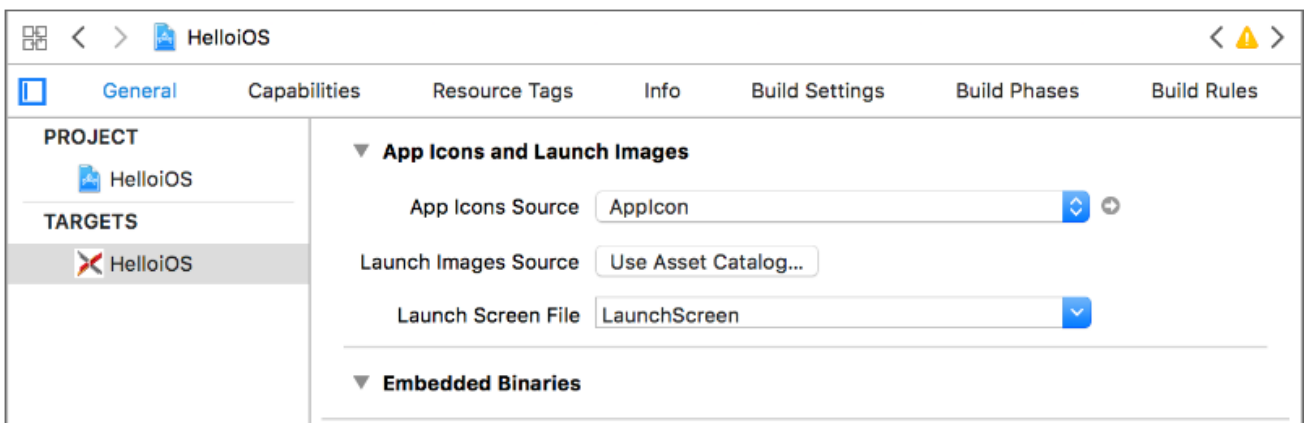 HelloiOS
General Capabilities Resource Tags Info Build Settings Build Phases Build Rules
PROJECT
HelloiOS
TARGETS
HelloiOS
App Icons and Launch Images
App Icons Source AppIcon
Launch Images Source Use Asset Catalog...
Launch Screen File LaunchScreen
Embedded Binaries